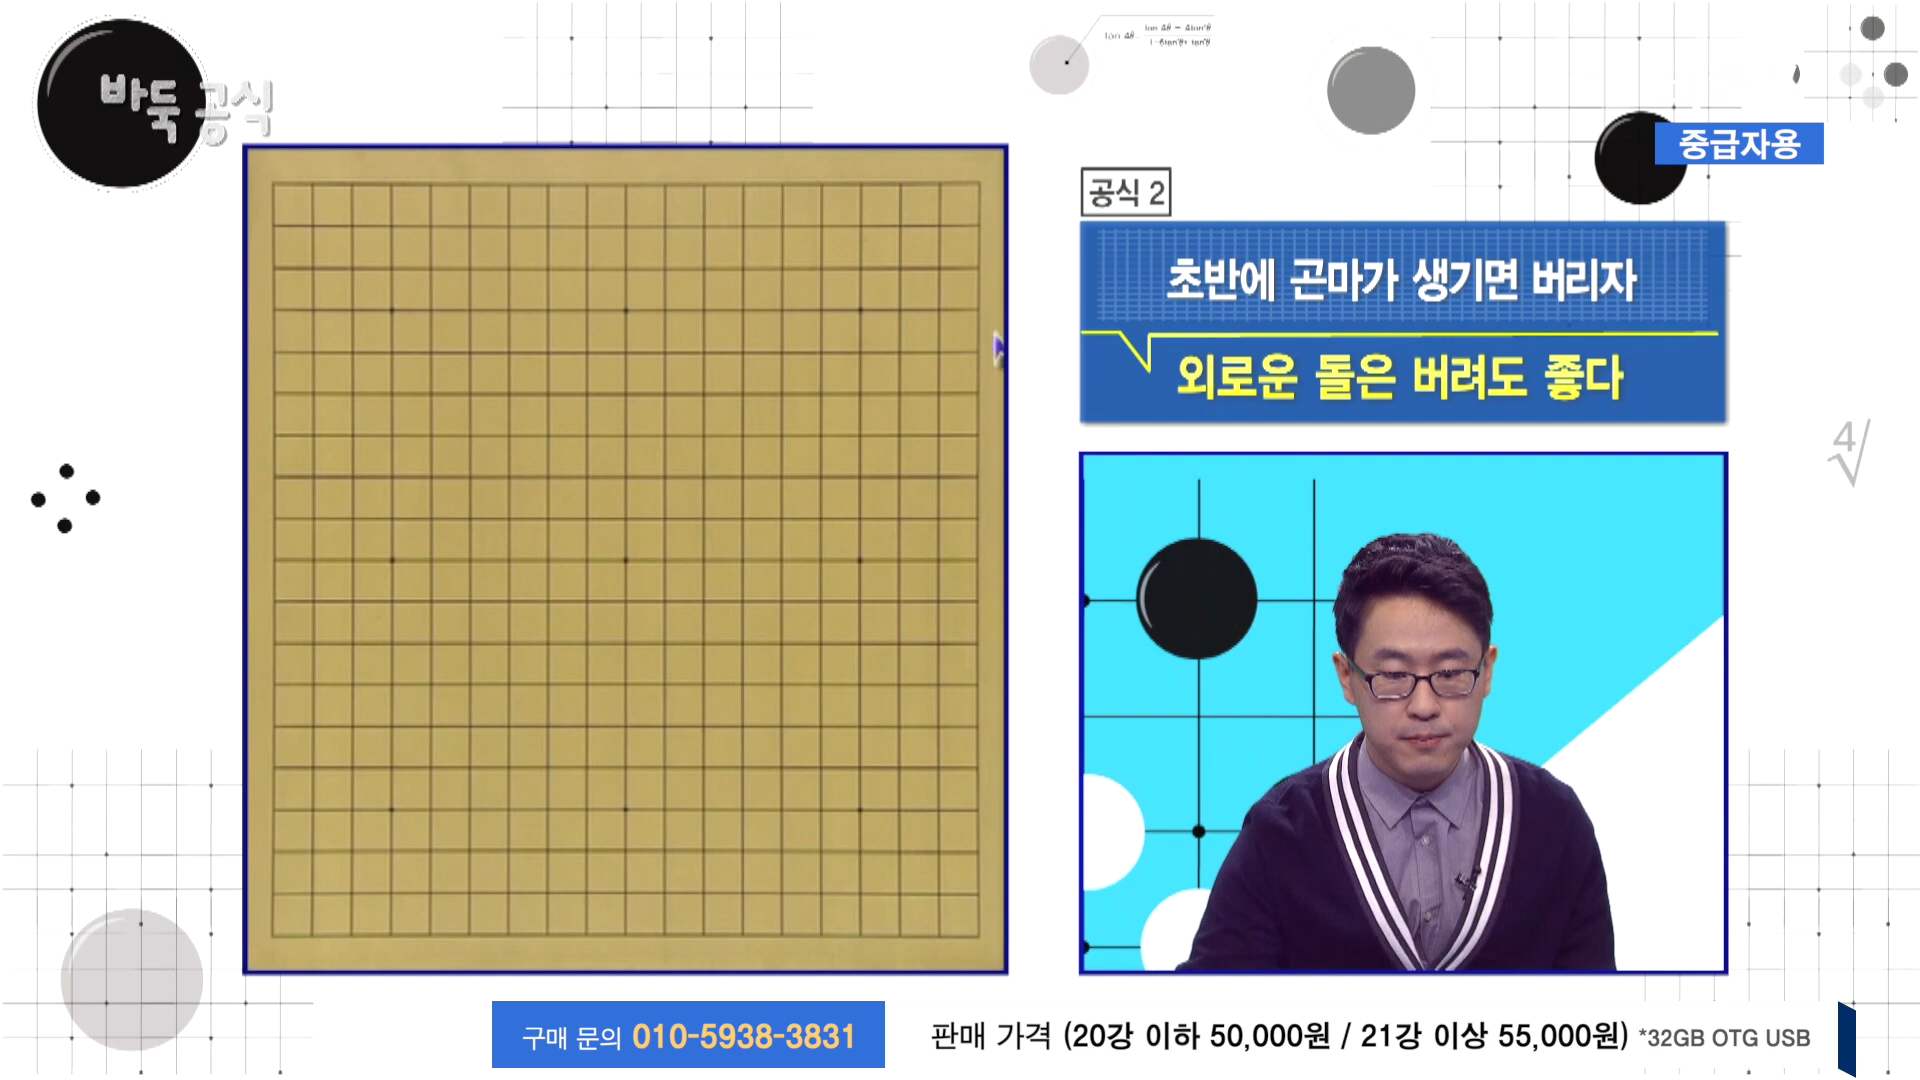 바둑 공식
중급자용
공식 2
초반에 곤마가 생기면 버리자
외로운 돌은 버려도 좋다
4
구매 문의 010-5938-3831
판매 가격 (20강 이하 50,000원 / 21강 이상 55,000원) *32GB OTG USB